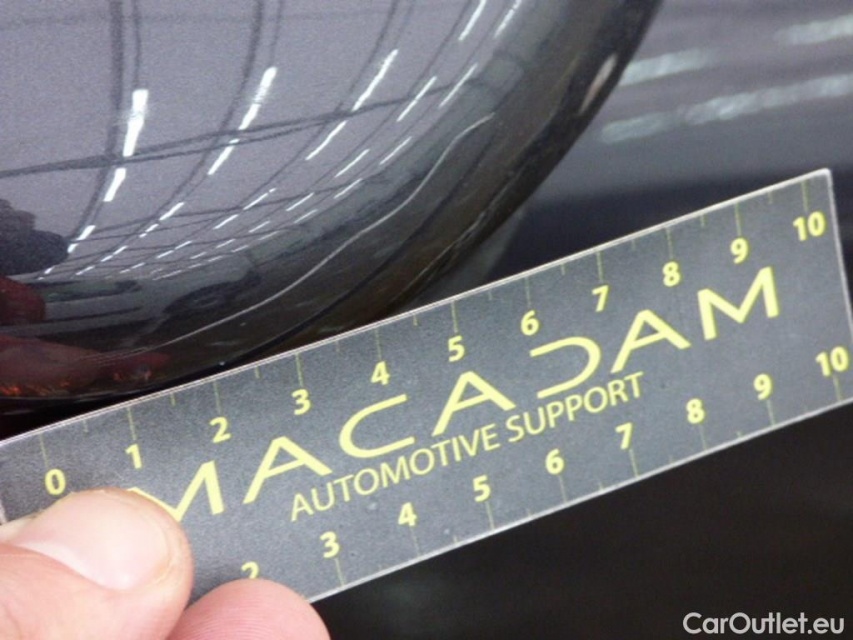 0 1 2 3 4 5 6 7 8 9 10
MACADAM
AUTOMOTIVE SUPPORT
2 3 4 5 6 7 8 9 10
CarOutlet.eu